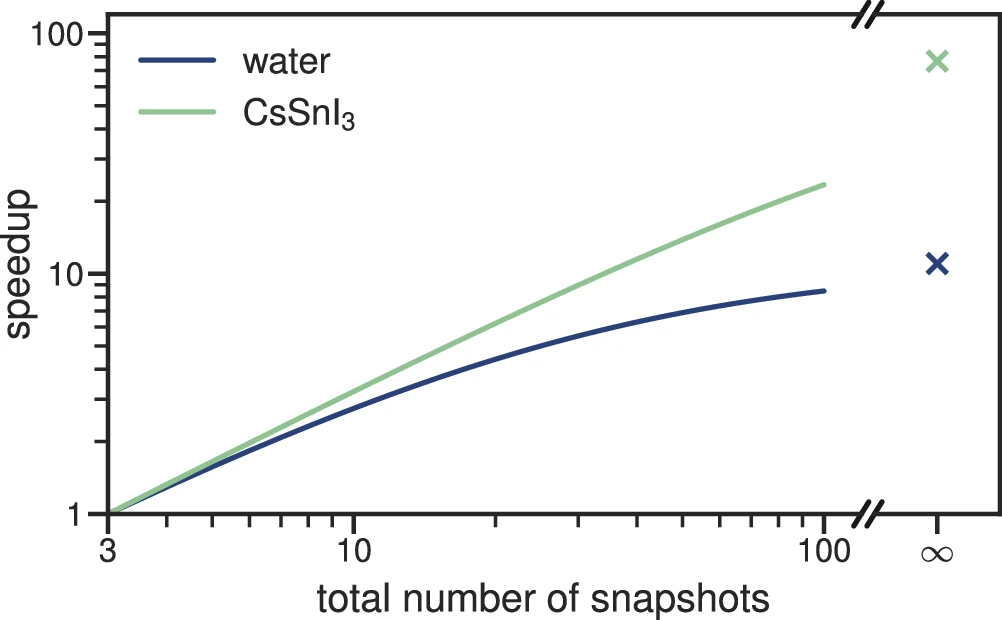 100
water
CsSnI₃
speedup
10
1
3 10 100 ∞
total number of snapshots